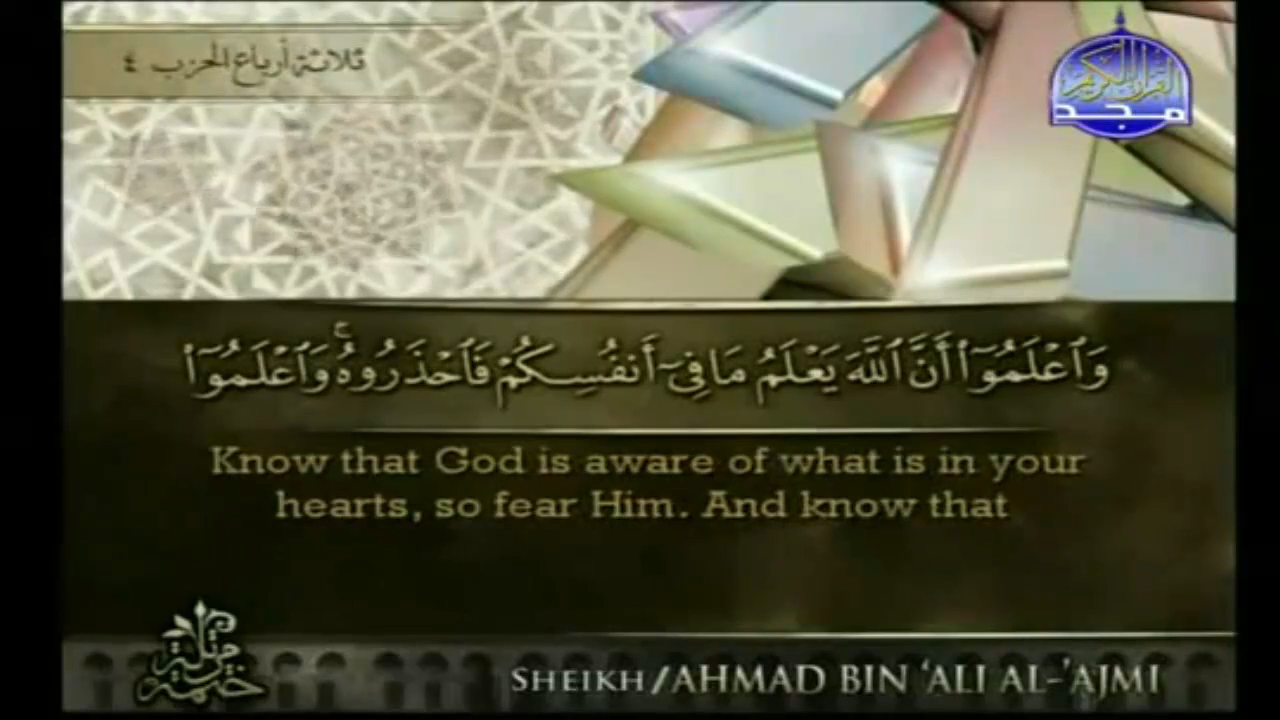 ثلاثة أرباع الحزب ٤
القرآن الكريم
مجد
وَٱعْلَمُوٓا۟ أَنَّ ٱللَّهَ يَعْلَمُ مَا فِىٓ أَنفُسِكُمْ فَٱحْذَرُوهُ ۚ وَٱعْلَمُوٓا۟
Know that God is aware of what is in your
hearts, so fear Him. And know that
ختمة مرتلة
SHEIKH/AHMAD BIN ‘ALI AL-’AJMI